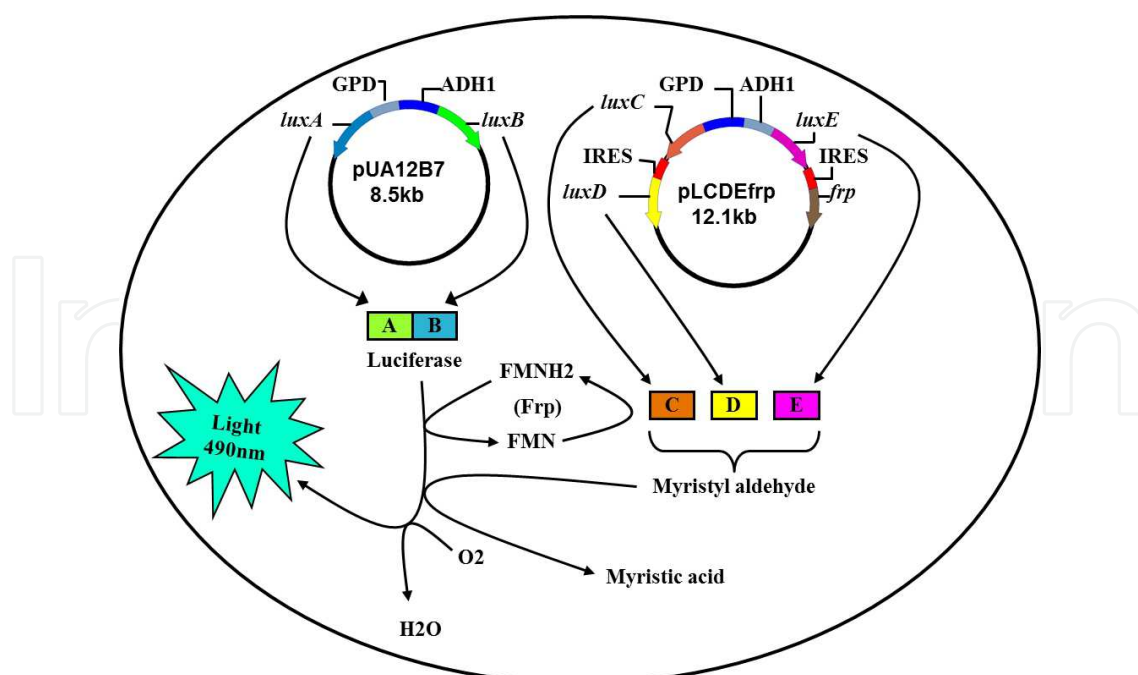 GPD
ADH1
luxA
luxB
pUA12B7
8.5kb
GPD
ADH1
luxC
luxE
IRES
IRES
luxD
frp
pLCDEfrp
12.1kb
A B
Luciferase
FMNH2
(Frp)
FMN
C D E
Light
490nm
Myristyl aldehyde
O2
Myristic acid
H2O